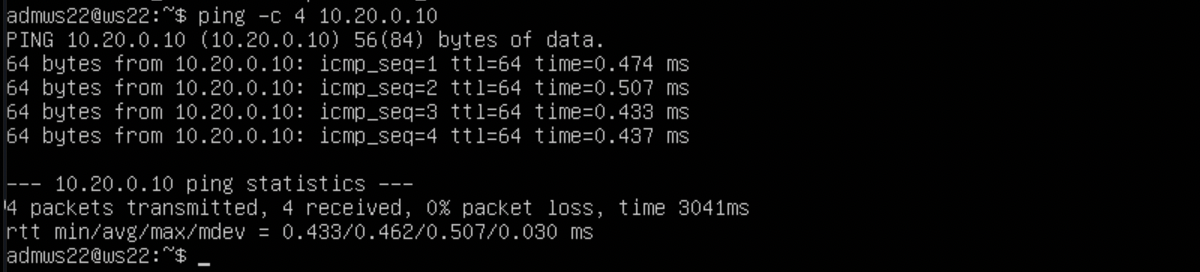 admws22@ws22:~$ ping -c 4 10.20.0.10
PING 10.20.0.10 (10.20.0.10) 56(84) bytes of data.
64 bytes from 10.20.0.10: icmp_seq=1 ttl=64 time=0.474 ms
64 bytes from 10.20.0.10: icmp_seq=2 ttl=64 time=0.507 ms
64 bytes from 10.20.0.10: icmp_seq=3 ttl=64 time=0.433 ms
64 bytes from 10.20.0.10: icmp_seq=4 ttl=64 time=0.437 ms

--- 10.20.0.10 ping statistics ---
4 packets transmitted, 4 received, 0% packet loss, time 3041ms
rtt min/avg/max/mdev = 0.433/0.462/0.507/0.030 ms
admws22@ws22:~$ _